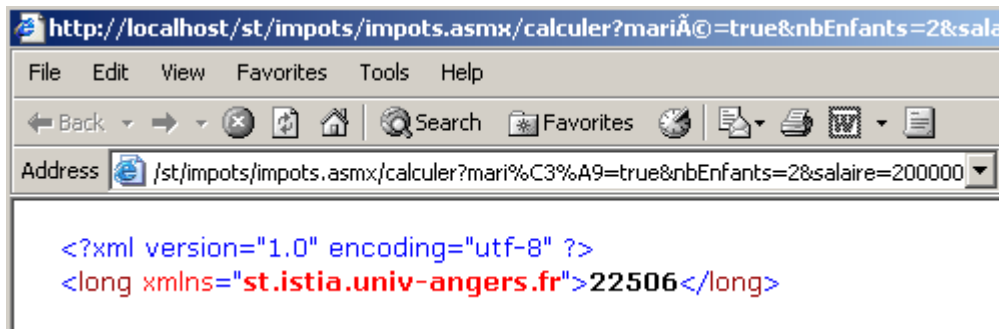 http://localhost/st/impots/impots.asmx/calculer?mariÃ©=true&nbEnfants=2&sala
File Edit View Favorites Tools Help
Back Search Favorites
Address /st/impots/impots.asmx/calculer?mari%C3%A9=true&nbEnfants=2&salaire=200000
<?xml version="1.0" encoding="utf-8" ?>
<long xmlns="st.istia.univ-angers.fr">22506</long>